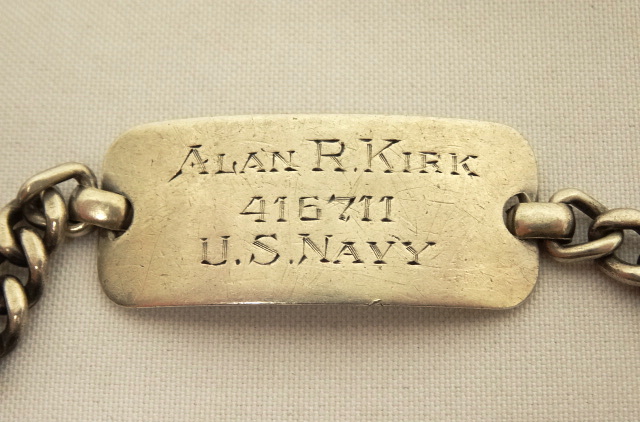 ALAN R. KIRK
416711
U.S. NAVY